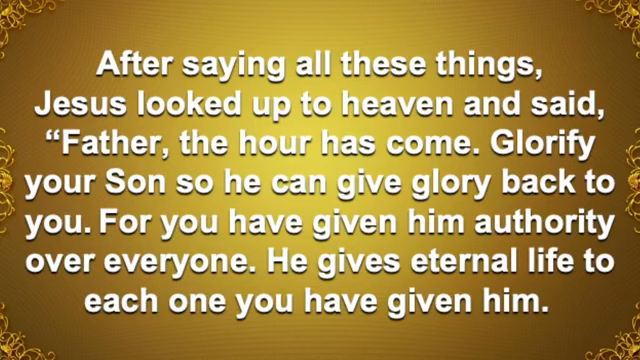 After saying all these things,
Jesus looked up to heaven and said,
“Father, the hour has come. Glorify
your Son so he can give glory back to
you. For you have given him authority
over everyone. He gives eternal life to
each one you have given him.